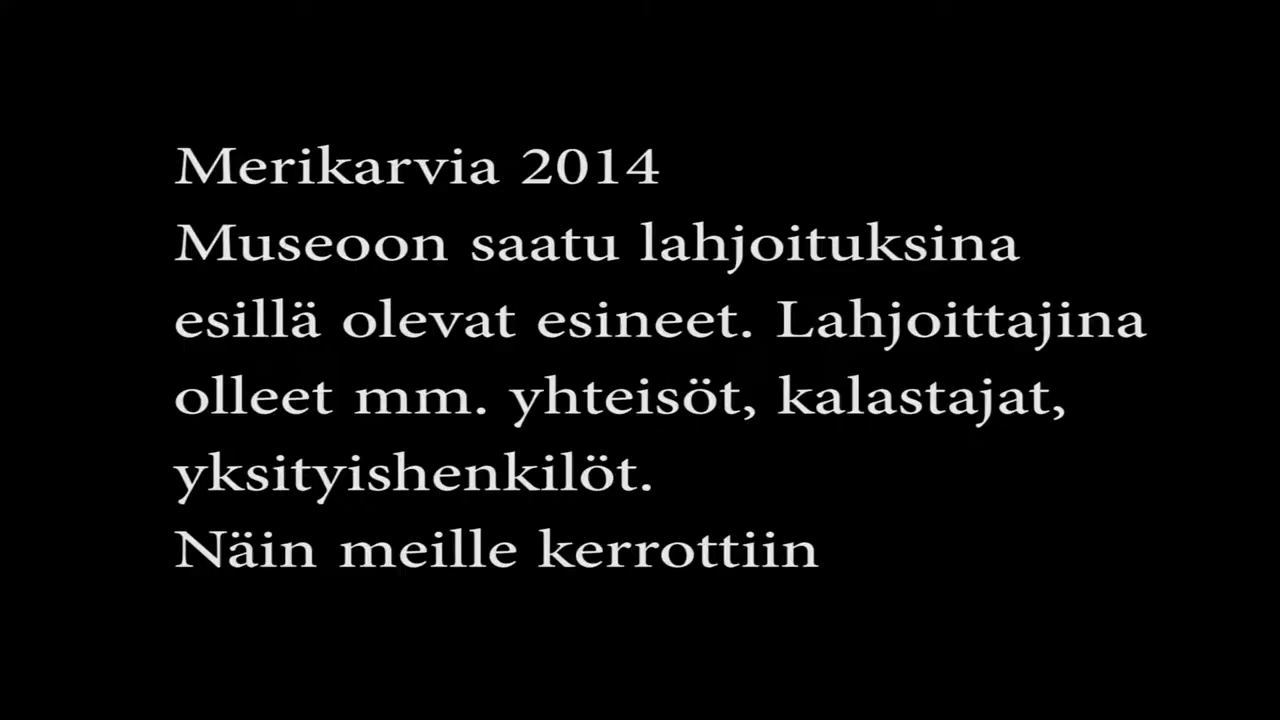 Merikarvia 2014
Museoon saatu lahjoituksina
esillä olevat esineet. Lahjoittajina
olleet mm. yhteisöt, kalastajat,
yksityishenkilöt.
Näin meille kerrottiin